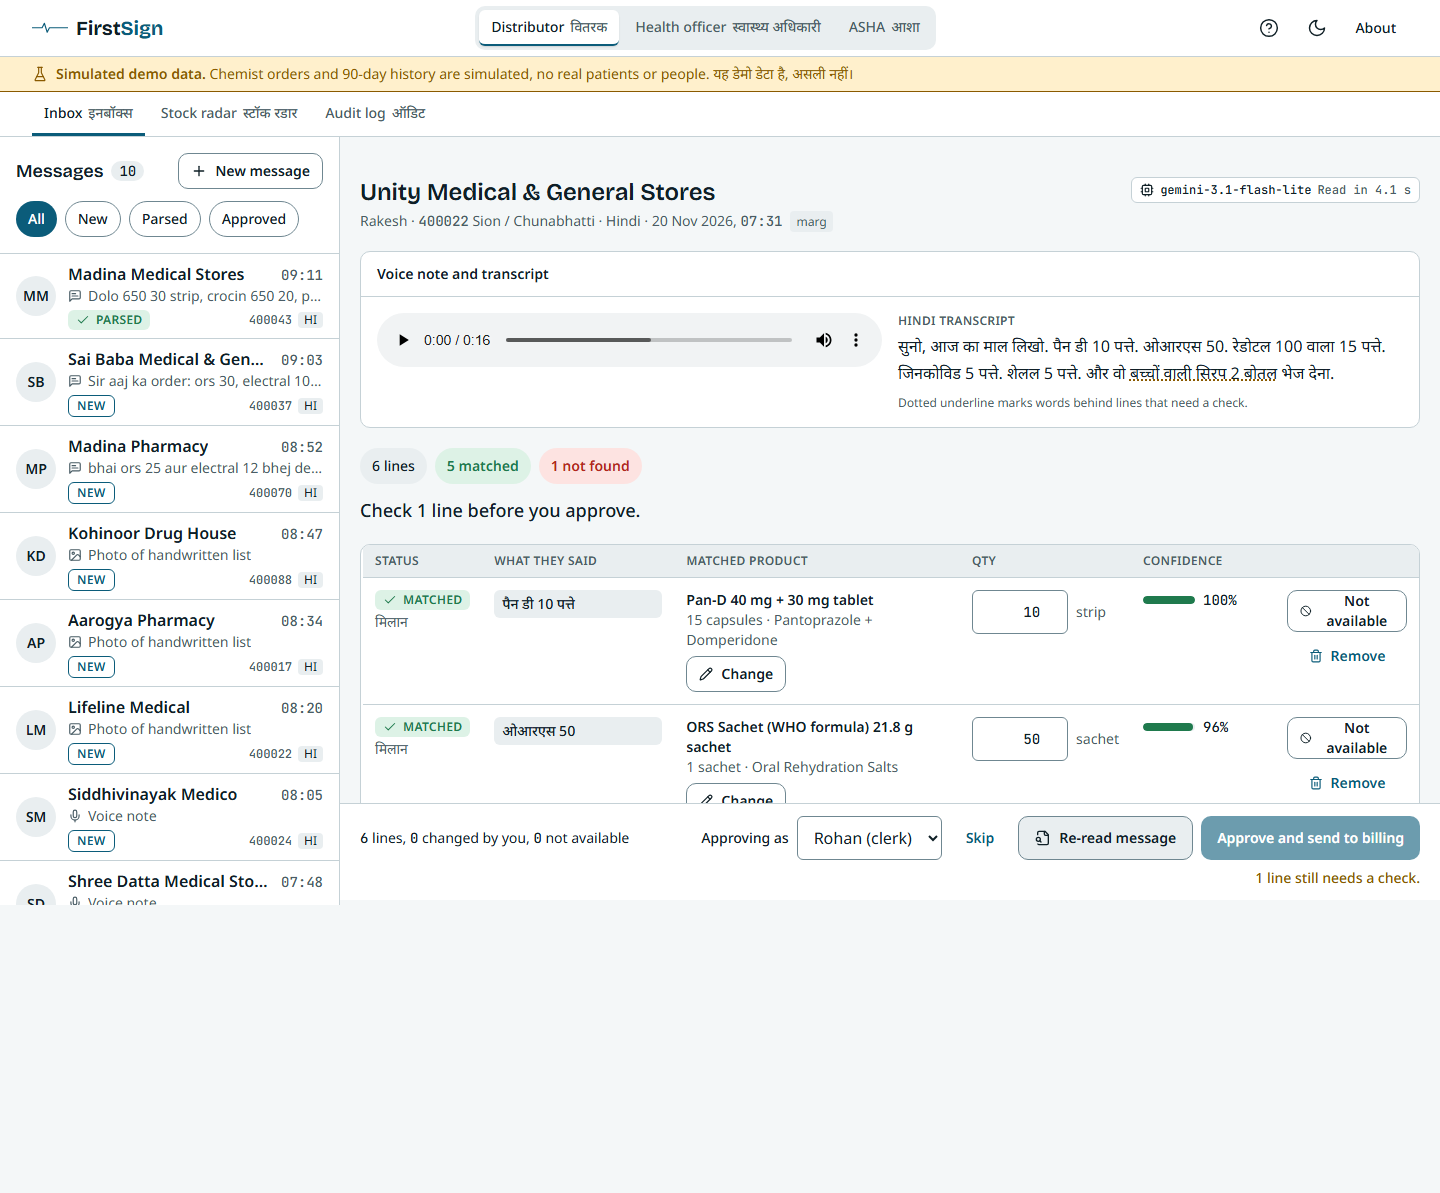 FirstSign
Distributor वितरक
Health officer स्वास्थ्य अधिकारी
ASHA आशा
About
Simulated demo data. Chemist orders and 90-day history are simulated, no real patients or people. यह डेमो डेटा है, असली नहीं।
Inbox इनबॉक्स
Stock radar स्टॉक रडार
Audit log ऑडिट
Messages 10
New message
All
New
Parsed
Approved
MM
Madina Medical Stores 09:11
Dolo 650 30 strip, crocin 650 20, p...
PARSED 400043 HI
SB
Sai Baba Medical & Gen... 09:03
Sir aaj ka order: ors 30, electral 10...
NEW 400037 HI
MP
Madina Pharmacy 08:52
bhai ors 25 aur electral 12 bhej de...
NEW 400070 HI
KD
Kohinoor Drug House 08:47
Photo of handwritten list
NEW 400088 HI
AP
Aarogya Pharmacy 08:34
Photo of handwritten list
NEW 400017 HI
LM
Lifeline Medical 08:20
Photo of handwritten list
NEW 400022 HI
SM
Siddhivinayak Medico 08:05
Voice note
NEW 400024 HI
SD
Shree Datta Medical Sto... 07:48
Voice note
Unity Medical & General Stores
gemini-3.1-flash-lite Read in 4.1 s
Rakesh · 400022 Sion / Chunabhatti · Hindi · 20 Nov 2026, 07:31 marg
Voice note and transcript
0:00 / 0:16
HINDI TRANSCRIPT
सुनो, आज का माल लिखो. पैन डी 10 पत्ते. ओआरएस 50. रेडोटल 100 वाला 15 पत्ते.
जिनकोविड 5 पत्ते. शेलल 5 पत्ते. और वो बच्चों वाली सिरप 2 बोतल भेज देना.
Dotted underline marks words behind lines that need a check.
6 lines
5 matched
1 not found
Check 1 line before you approve.
STATUS WHAT THEY SAID MATCHED PRODUCT QTY CONFIDENCE
MATCHED
मिलान
पैन डी 10 पत्ते
Pan-D 40 mg + 30 mg tablet
15 capsules · Pantoprazole +
Domperidone
Change
10 strip
100%
Not
available
Remove
MATCHED
मिलान
ओआरएस 50
ORS Sachet (WHO formula) 21.8 g
sachet
1 sachet · Oral Rehydration Salts
Change
50 sachet
96%
Not
available
Remove
6 lines, 0 changed by you, 0 not available
Approving as Rohan (clerk)
Skip
Re-read message
Approve and send to billing
1 line still needs a check.